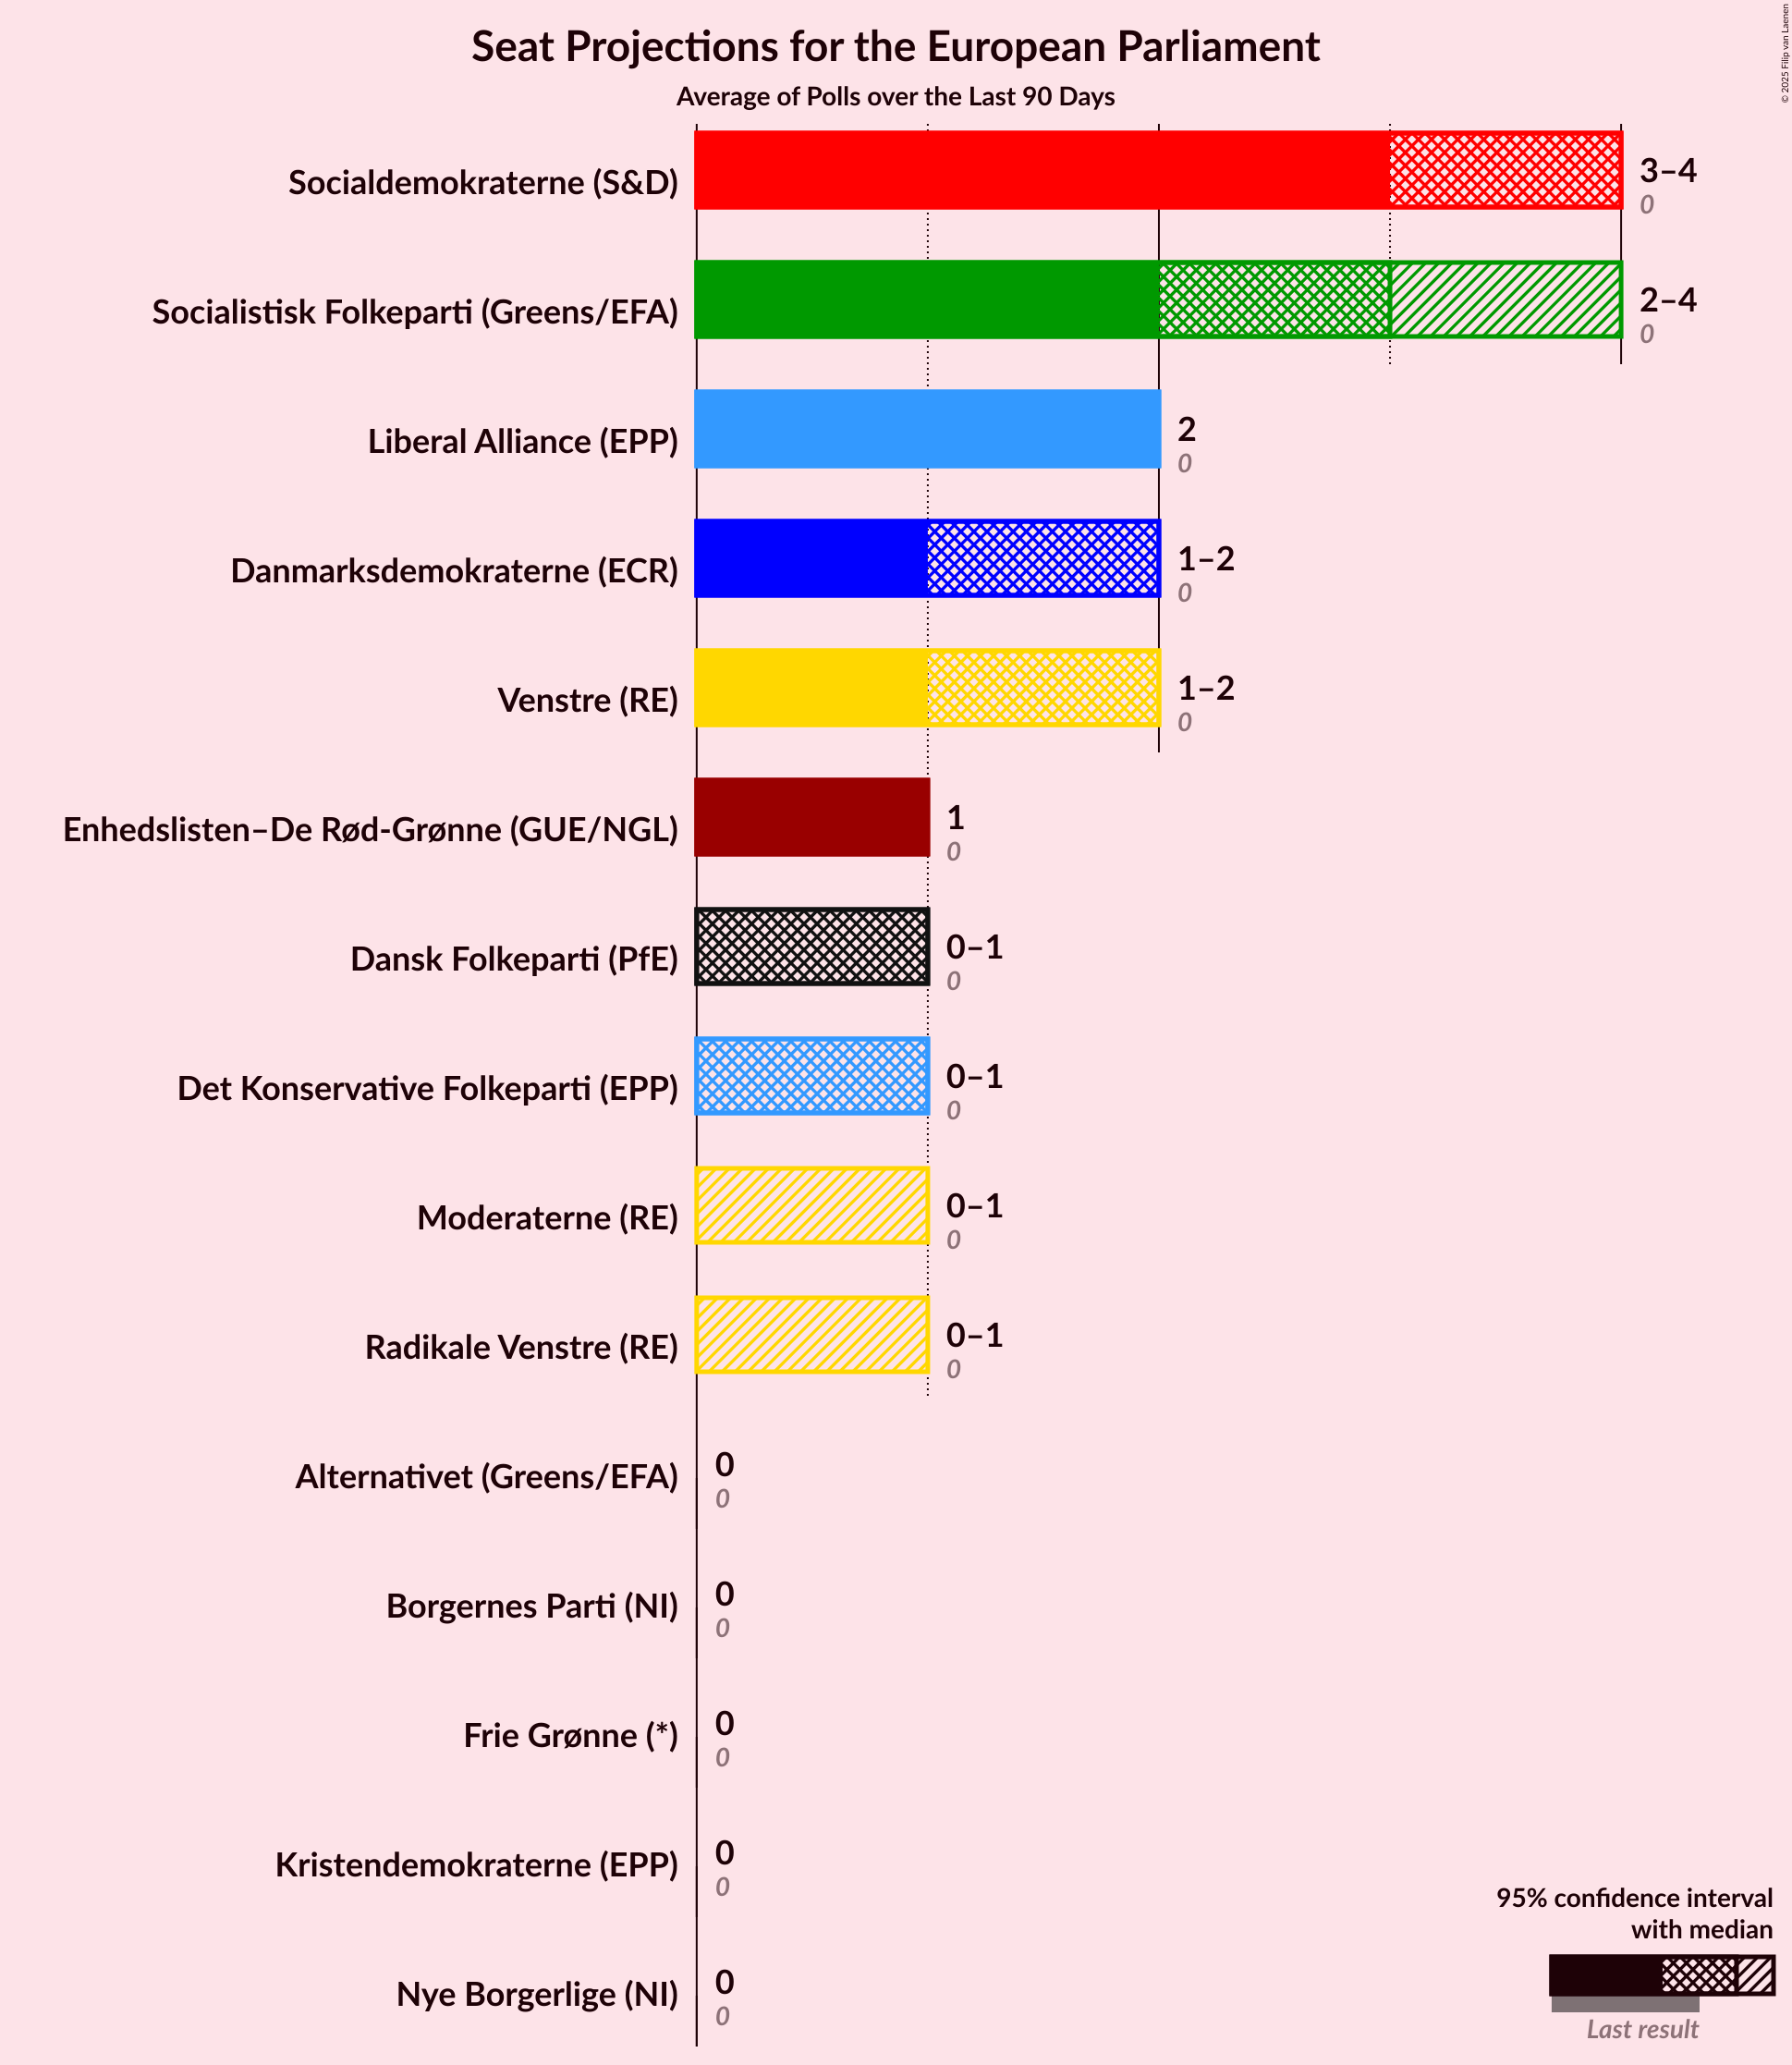 Seat Projections for the European Parliament
Average of Polls over the Last 90 Days
© 2025 Filip van Laenen
Socialdemokraterne (S&D)
3–4
0
Socialistisk Folkeparti (Greens/EFA)
2–4
0
Liberal Alliance (EPP)
2
0
Danmarksdemokraterne (ECR)
1–2
0
Venstre (RE)
1–2
0
Enhedslisten–De Rød-Grønne (GUE/NGL)
1
0
Dansk Folkeparti (PfE)
0–1
0
Det Konservative Folkeparti (EPP)
0–1
0
Moderaterne (RE)
0–1
0
Radikale Venstre (RE)
0–1
0
Alternativet (Greens/EFA)
0
0
Borgernes Parti (NI)
0
0
Frie Grønne (*)
0
0
Kristendemokraterne (EPP)
0
0
Nye Borgerlige (NI)
0
0
95% confidence interval
with median
Last result